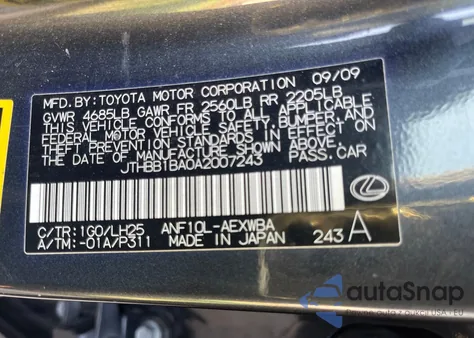 MFD. BY:TOYOTA MOTOR CORPORATION 09/09
GVWR 4685LB GAWR FR 2560LB RR 2205LB
THIS VEHICLE CONFORMS TO ALL APPLICABLE
FEDERAL MOTOR VEHICLE SAFETY, BUMPER, AND
THEFT PREVENTION STANDARDS IN EFFECT ON
THE DATE OF MANUFACTURE SHOWN ABOVE.
JTHBB1BA0A2007243 PASS.CAR
C/TR:1G0/LH25 ANF10L-AEXWBA
A/TM:-01A/P311 MADE IN JAPAN 243 A
autoSnap